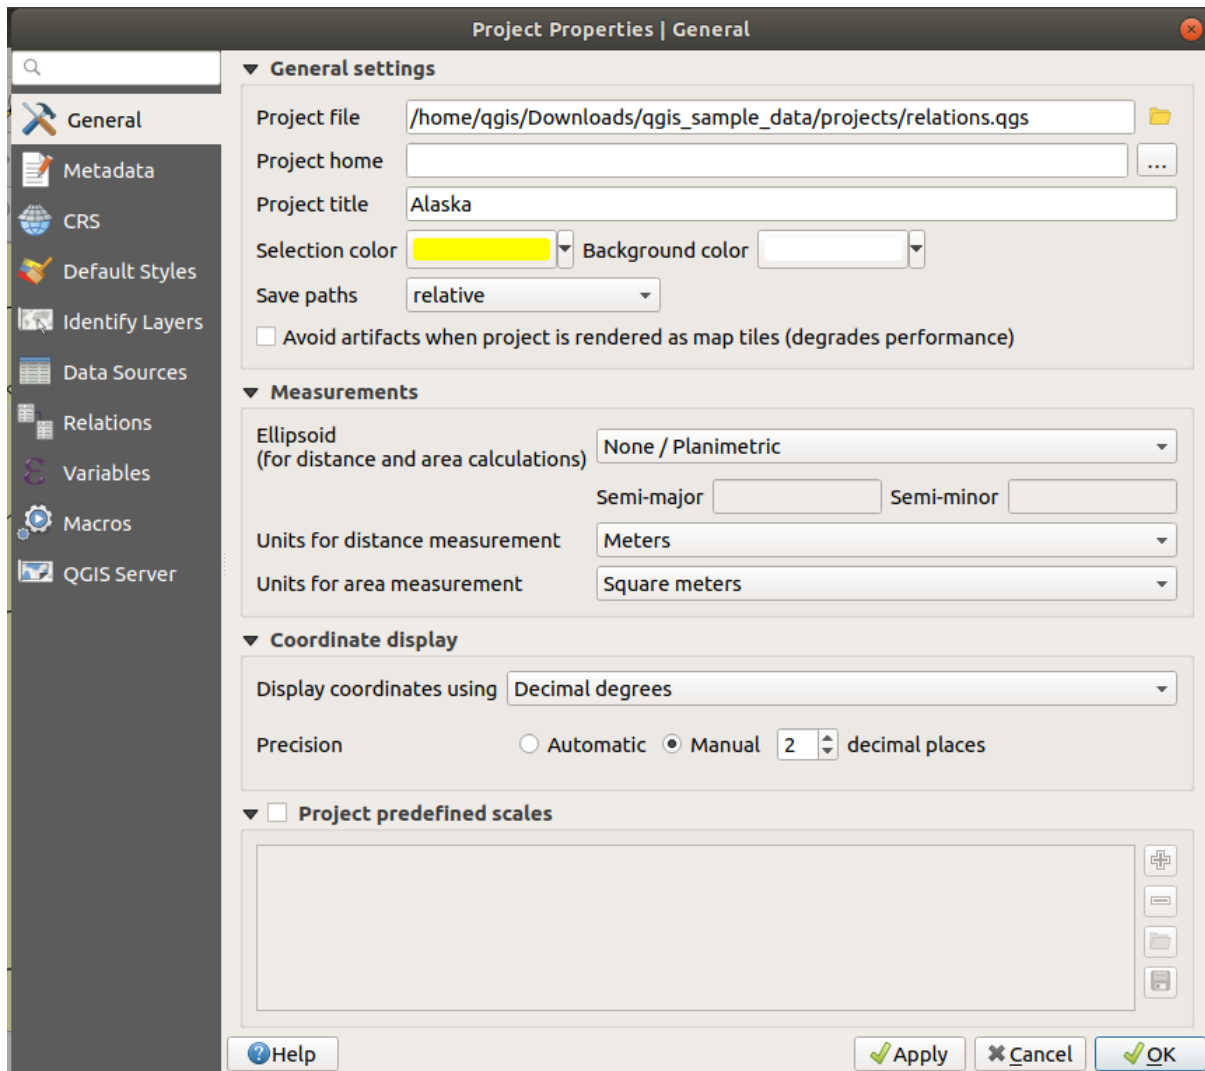 Project Properties | General
General
Metadata
CRS
Default Styles
Identify Layers
Data Sources
Relations
Variables
Macros
QGIS Server
General settings
Project file /home/qgis/Downloads/qgis_sample_data/projects/relations.qgs
Project home ...
Project title Alaska
Selection color Background color
Save paths relative
Avoid artifacts when project is rendered as map tiles (degrades performance)
Measurements
Ellipsoid
(for distance and area calculations) None / Planimetric
Semi-major Semi-minor
Units for distance measurement Meters
Units for area measurement Square meters
Coordinate display
Display coordinates using Decimal degrees
Precision Automatic Manual 2 decimal places
Project predefined scales
Help Apply Cancel OK